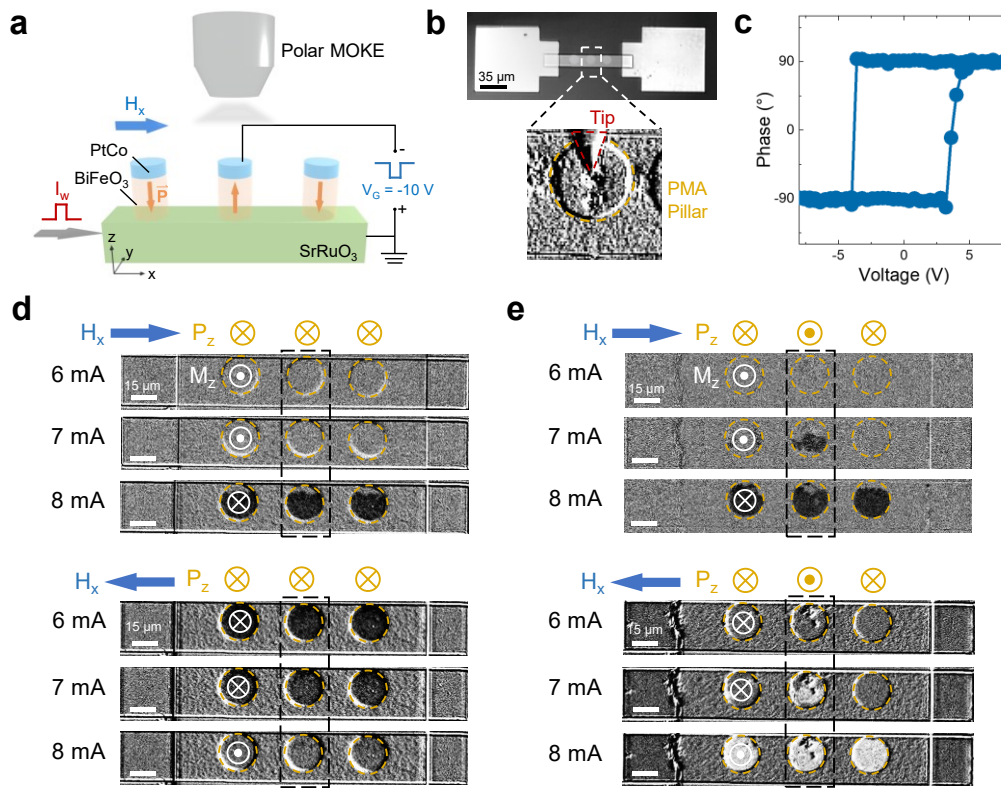 a
Polar MOKE
Hx
PtCo
BiFeO3
P
Iw
-
VG = -10 V
+
SrRuO3
z
y
x
b
35 µm
Tip
PMA
Pillar
c
Phase (°)
90
0
-90
-5
0
5
Voltage (V)
d
Hx
Pz
6 mA
15 µm
Mz
7 mA
8 mA
Hx
Pz
6 mA
15 µm
7 mA
8 mA
e
Hx
Pz
6 mA
15 µm
Mz
7 mA
8 mA
Hx
Pz
6 mA
15 µm
7 mA
8 mA